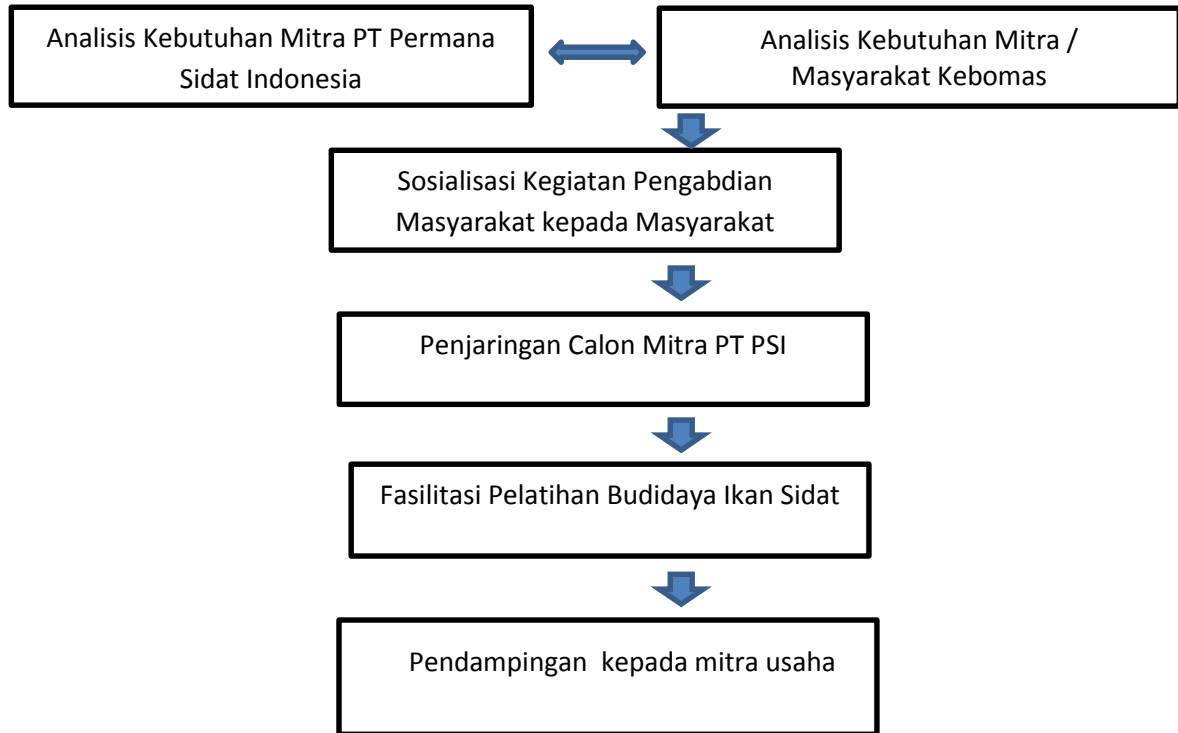 Analisis Kebutuhan Mitra PT Permana
Sidat Indonesia
Analisis Kebutuhan Mitra /
Masyarakat Kebomas
Sosialisasi Kegiatan Pengabdian
Masyarakat kepada Masyarakat
Penjaringan Calon Mitra PT PSI
Fasilitasi Pelatihan Budidaya Ikan Sidat
Pendampingan  kepada mitra usaha